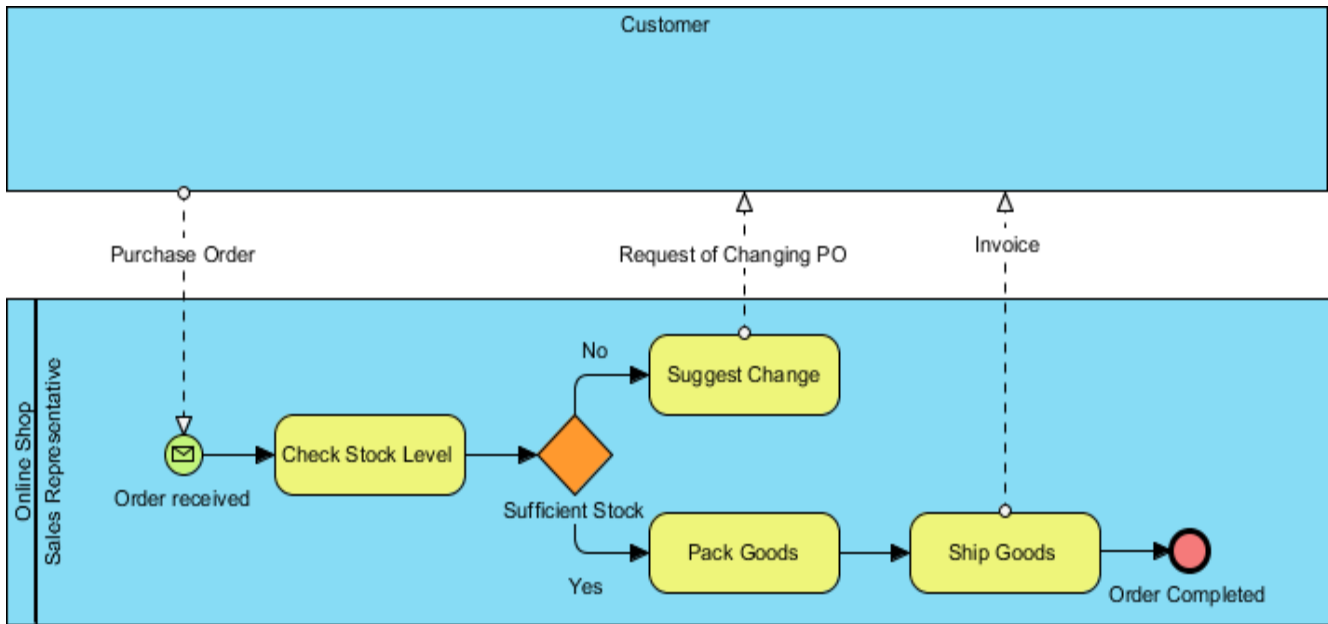 Customer
Purchase Order
Request of Changing PO
Invoice
Online Shop
Sales Representative
Order received
Check Stock Level
Sufficient Stock
No
Suggest Change
Yes
Pack Goods
Ship Goods
Order Completed